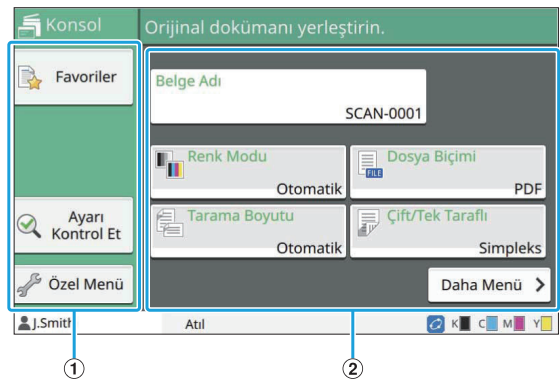 Konsol
Orijinal dokümanı yerleştirin.
Favoriler
Ayarı
Kontrol Et
Özel Menü
Belge Adı
SCAN-0001
Renk Modu
Otomatik
Dosya Biçimi
FILE
PDF
Tarama Boyutu
Otomatik
Çift/Tek Taraflı
Simpleks
Daha Menü
J.Smith
Atıl
K C M Y
1
2